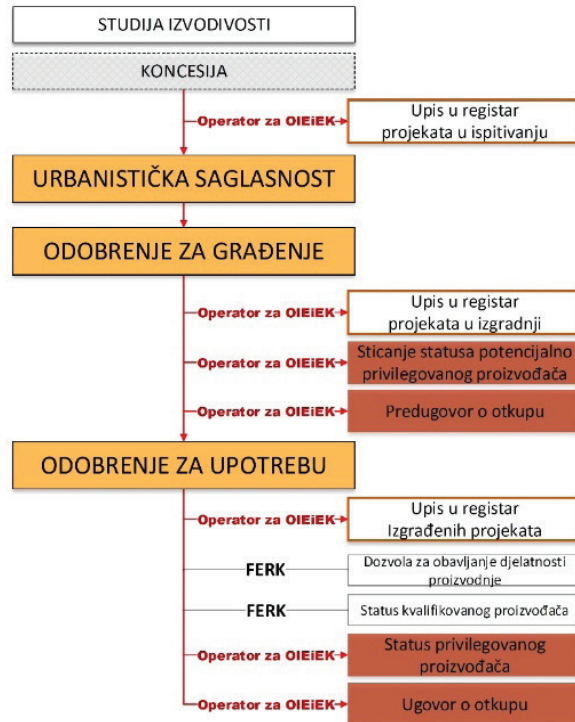 STUDIJA IZVODIVOSTI
KONCESIJA
Operator za OIEiEK
Upis u registar
projekata u ispitivanju
URBANISTIČKA SAGLASNOST
ODOBRENJE ZA GRAĐENJE
Operator za OIEiEK
Upis u registar
projekata u izgradnji
Operator za OIEiEK
Sticanje statusa potencijalno
privilegovanog proizvođača
Operator za OIEiEK
Predugovor o otkupu
ODOBRENJE ZA UPOTREBU
Operator za OIEiEK
Upis u registar
Izgrađenih projekata
FERK
Dozvola za obavljanje djelatnosti
proizvodnje
FERK
Status kvalifikovanog proizvođača
Operator za OIEiEK
Status privilegovanog
proizvođača
Operator za OIEiEK
Ugovor o otkupu